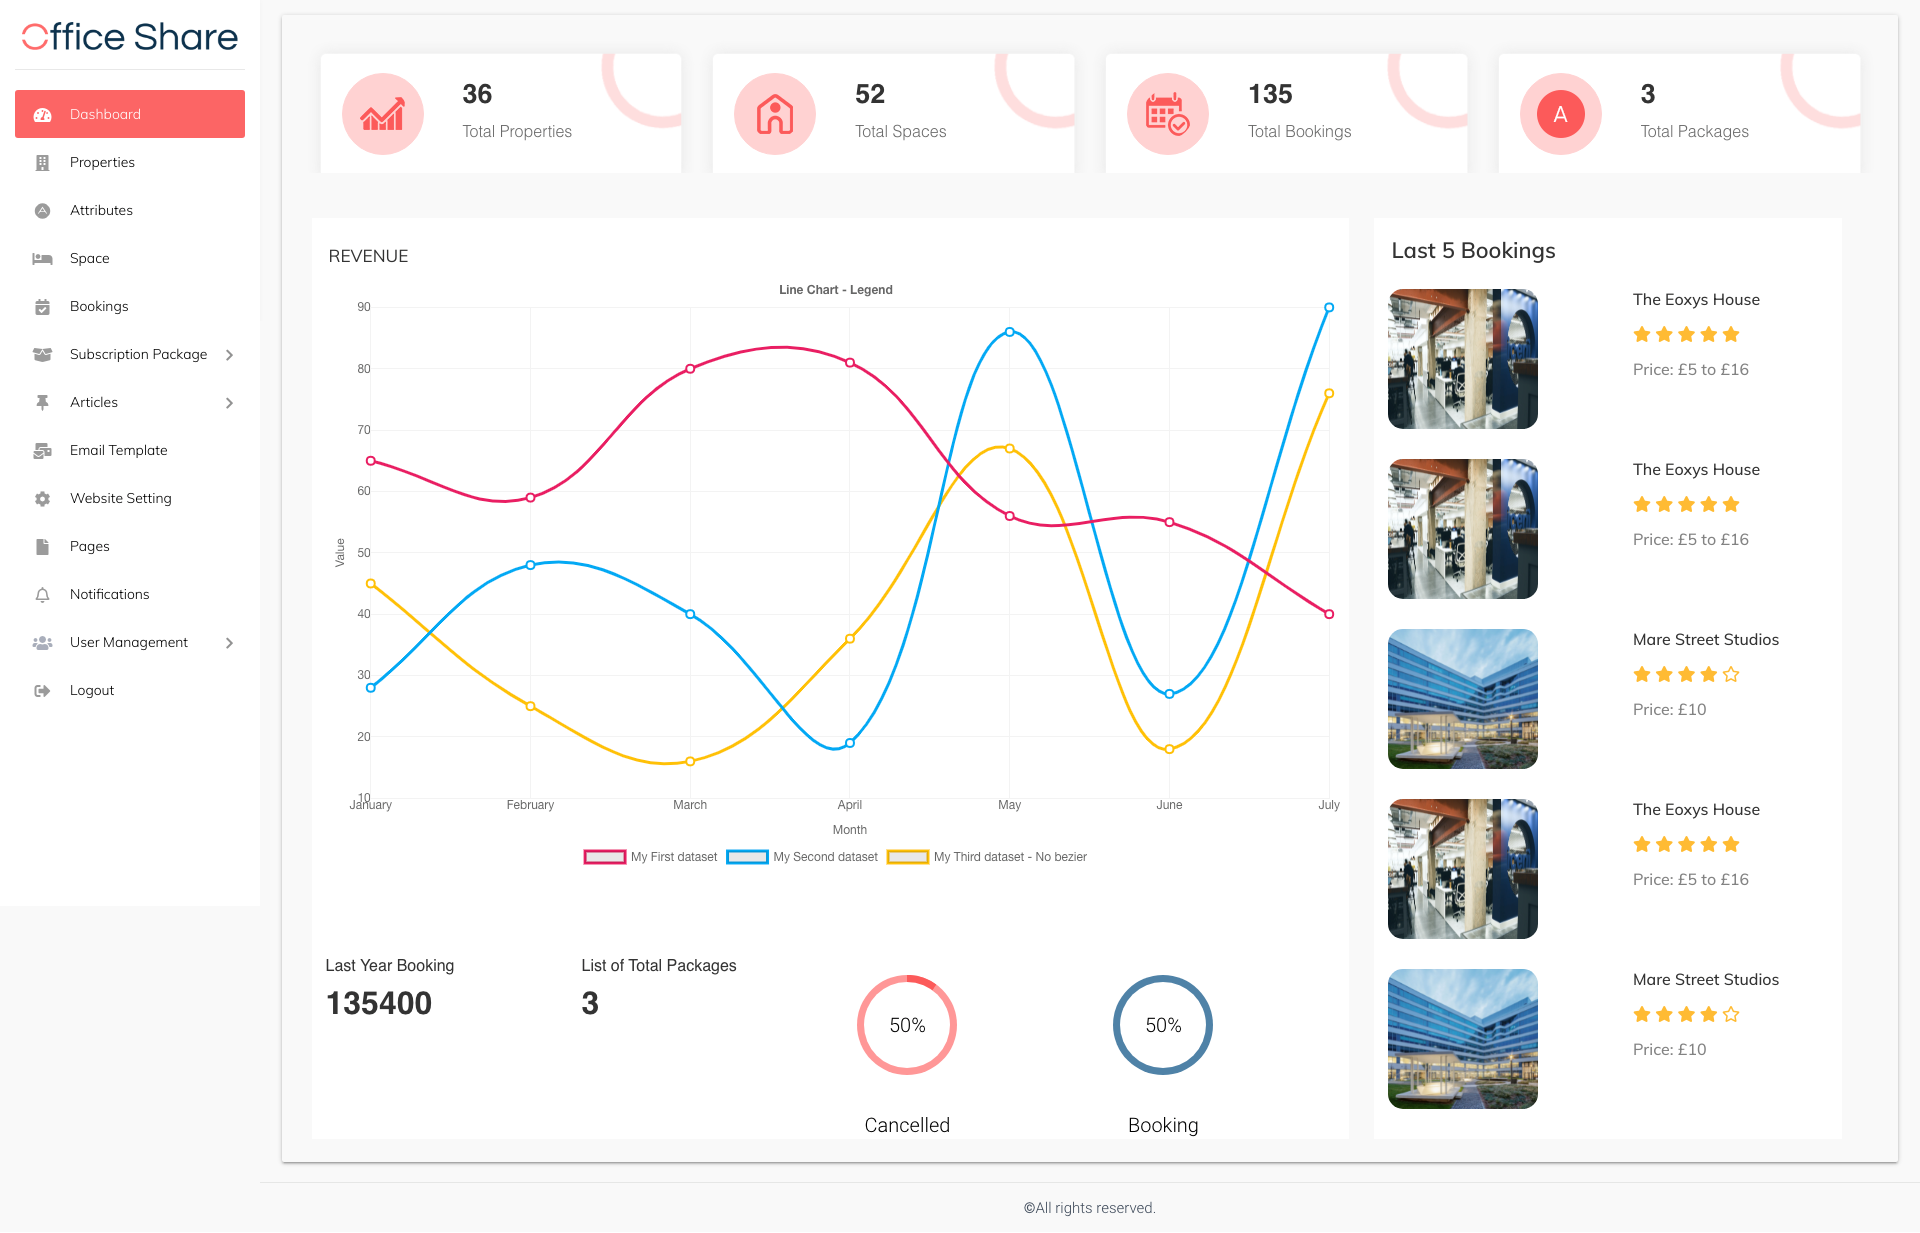 Office Share
Dashboard
Properties
Attributes
Space
Bookings
Subscription Package
Articles
Email Template
Website Setting
Pages
Notifications
User Management
Logout
36
Total Properties
52
Total Spaces
135
Total Bookings
A
3
Total Packages
REVENUE
Line Chart - Legend
90
80
70
60
50
40
30
20
10
Value
January February March April May June July
Month
My First dataset My Second dataset My Third dataset - No bezier
Last Year Booking
135400
List of Total Packages
3
50%
Cancelled
50%
Booking
Last 5 Bookings
The Eoxys House
Price: £5 to £16
The Eoxys House
Price: £5 to £16
Mare Street Studios
Price: £10
The Eoxys House
Price: £5 to £16
Mare Street Studios
Price: £10
©All rights reserved.